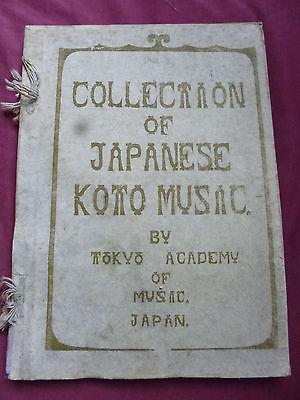 COLLECTION
OF
JAPANESE
KOTO MUSIC.
BY
TŌKYŌ ACADEMY
OF
MUSIC,
JAPAN.